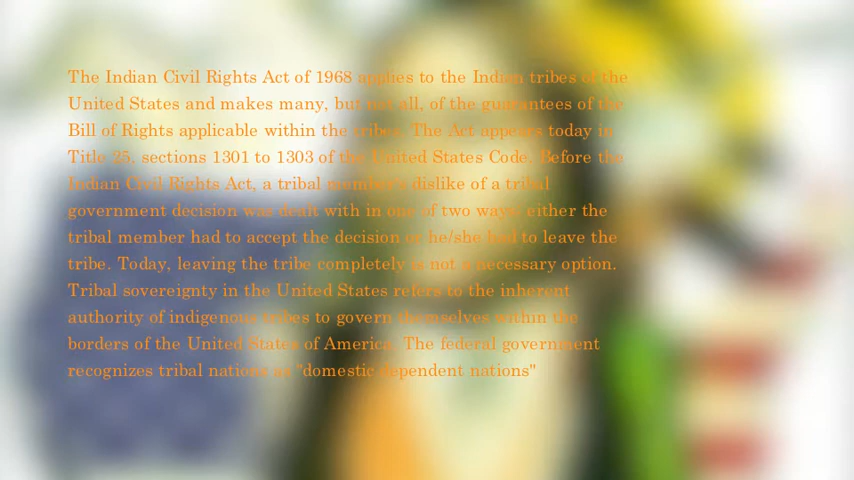 The Indian Civil Rights Act of 1968 applies to the Indian tribes of the
United States and makes many, but not all, of the guarantees of the
Bill of Rights applicable within the tribes. The Act appears today in
Title 25, sections 1301 to 1303 of the United States Code. Before the
Indian Civil Rights Act, a tribal member's dislike of a tribal
government decision was dealt with in one of two ways: either the
tribal member had to accept the decision or he/she had to leave the
tribe. Today, leaving the tribe completely is not a necessary option.
Tribal sovereignty in the United States refers to the inherent
authority of indigenous tribes to govern themselves within the
borders of the United States of America. The federal government
recognizes tribal nations as "domestic dependent nations"